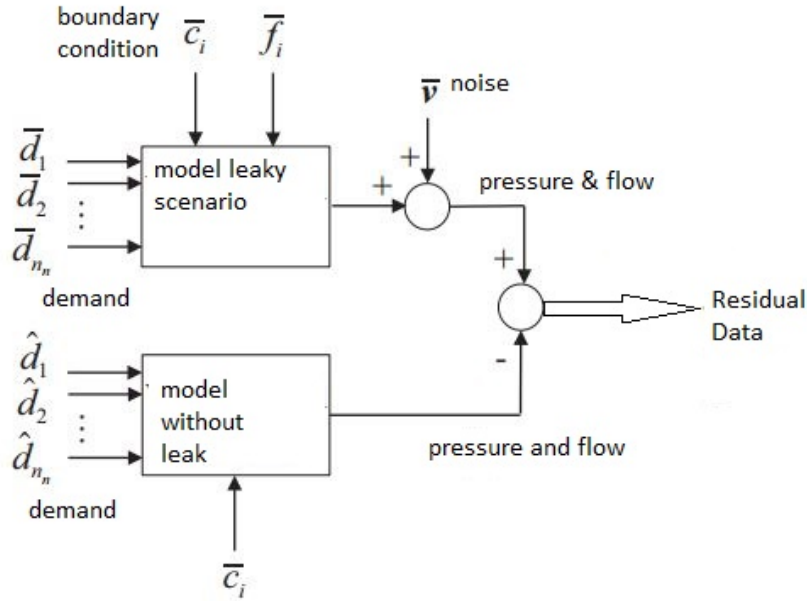 boundary
condition
c̅ᵢ
f̅ᵢ
v̅ noise
d̅₁
d̅₂
⋮
d̅ₙₙ
model leaky
scenario
+
+
pressure & flow
demand
+
Residual
Data
d̂₁
d̂₂
⋮
d̂ₙₙ
model
without
leak
-
pressure and flow
demand
c̅ᵢ